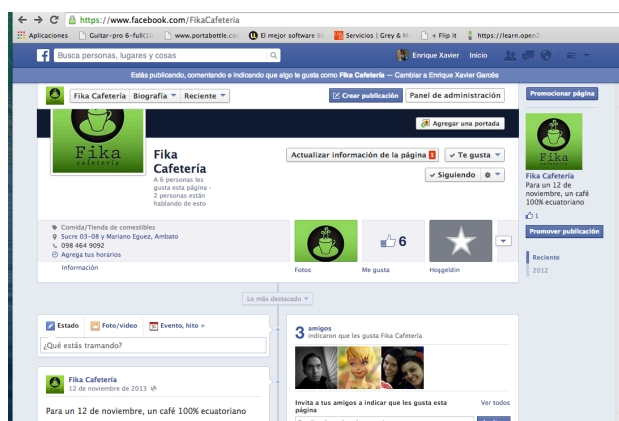 https://www.facebook.com/FikaCafeteria
Aplicaciones Guitar-pro 6-full(10 www.portabottle.co El mejor software 6 Servicios | Grey & M + Flip it https://learn.open2
Busca personas, lugares y cosas Enrique Xavier Inicio
Estás publicando, comentando e indicando que algo te gusta como Fika Cafetería — Cambiar a Enrique Xavier Garcés
Fika Cafetería Biografía Reciente Crear publicación Panel de administración Promocionar página
Agregar una portada
Fika
cafetería
Fika
Cafetería
A 6 personas les
gusta esta página ·
2 personas están
hablando de esto
Actualizar información de la página 1 Te gusta
Siguiendo
Fika
cafetería
Fika Cafetería
Para un 12 de
noviembre, un café
100% ecuatoriano
1
Promover publicación
Reciente
2012
Comida/Tienda de comestibles
Sucre 03-08 y Mariano Eguez, Ambato
098 464 9092
Agrega tus horarios
Información
6
Fotos Me gusta Hoşgeldin
Lo más destacado
Estado Foto/video Evento, hito +
¿Qué estás tramando?
3 amigos
indicaron que les gusta Fika Cafetería
Fika Cafetería
12 de noviembre de 2013
Para un 12 de noviembre, un café 100% ecuatoriano
Invita a tus amigos a indicar que les gusta esta página Ver todos